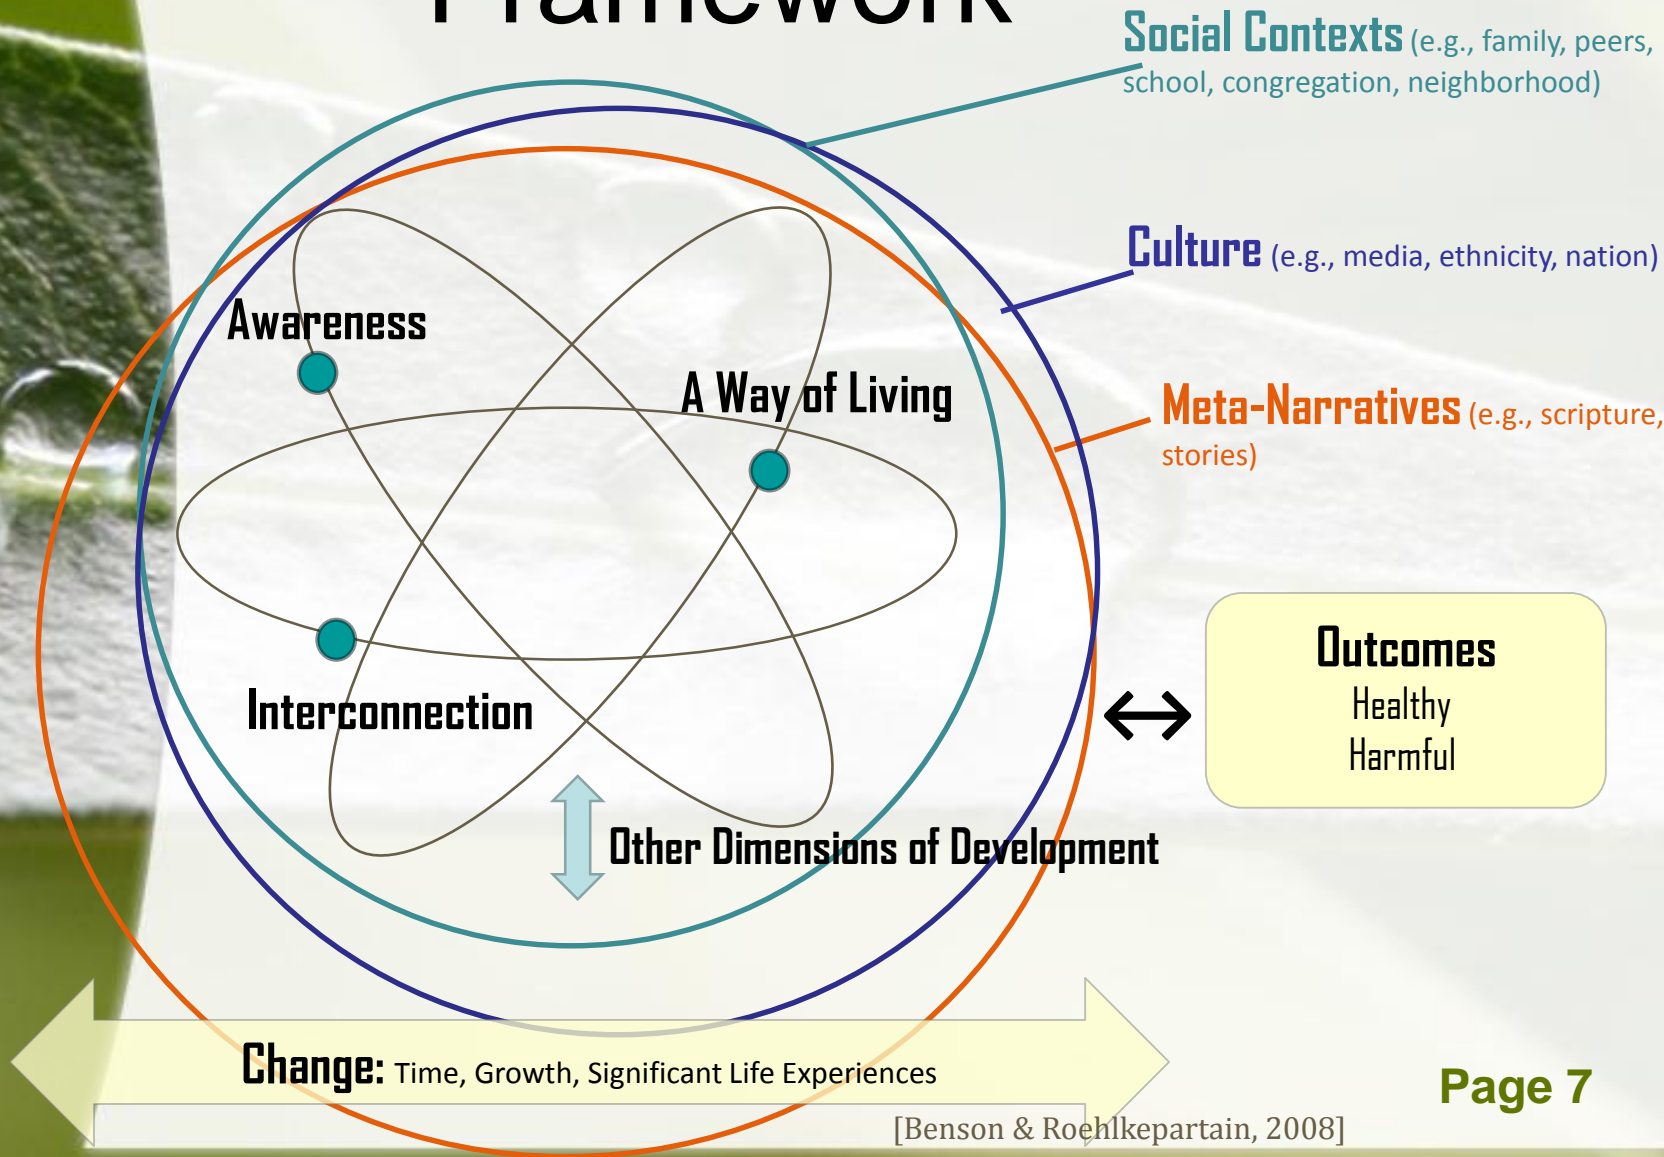 Framework
Social Contexts (e.g., family, peers,
school, congregation, neighborhood)
Culture (e.g., media, ethnicity, nation)
Awareness
A Way of Living
Meta-Narratives (e.g., scripture,
stories)
Interconnection
Outcomes
Healthy
Harmful
Other Dimensions of Development
Change: Time, Growth, Significant Life Experiences
Page 7
[Benson & Roehlkepartain, 2008]